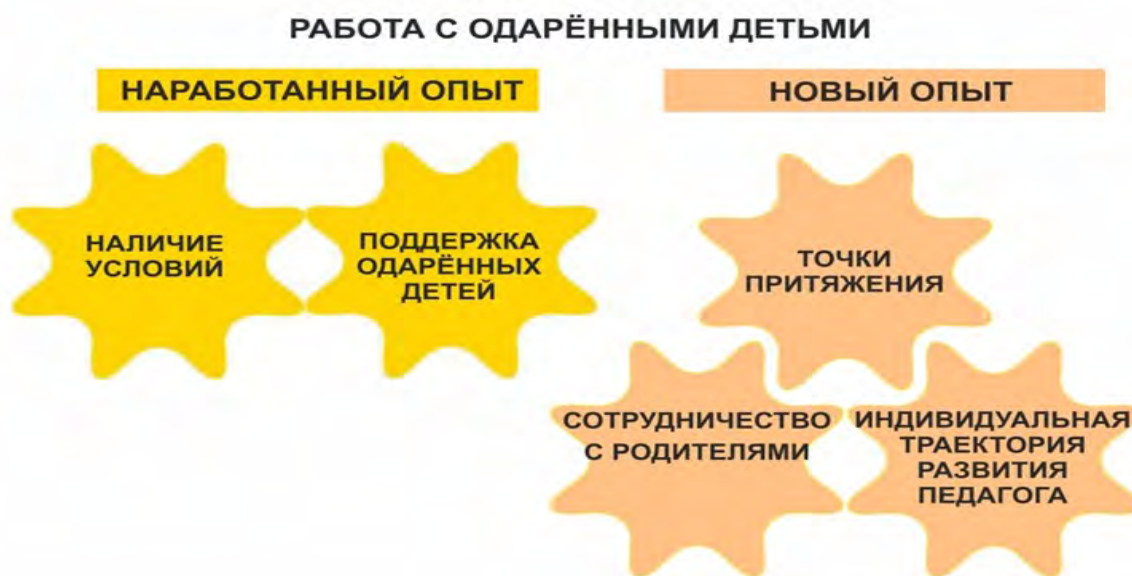 РАБОТА С ОДАРЁННЫМИ ДЕТЬМИ
НАРАБОТАННЫЙ ОПЫТ
НАЛИЧИЕ
УСЛОВИЙ
ПОДДЕРЖКА
ОДАРЁННЫХ
ДЕТЕЙ
НОВЫЙ ОПЫТ
ТОЧКИ
ПРИТЯЖЕНИЯ
СОТРУДНИЧЕСТВО
С РОДИТЕЛЯМИ
ИНДИВИДУАЛЬНАЯ
ТРАЕКТОРИЯ
РАЗВИТИЯ
ПЕДАГОГА